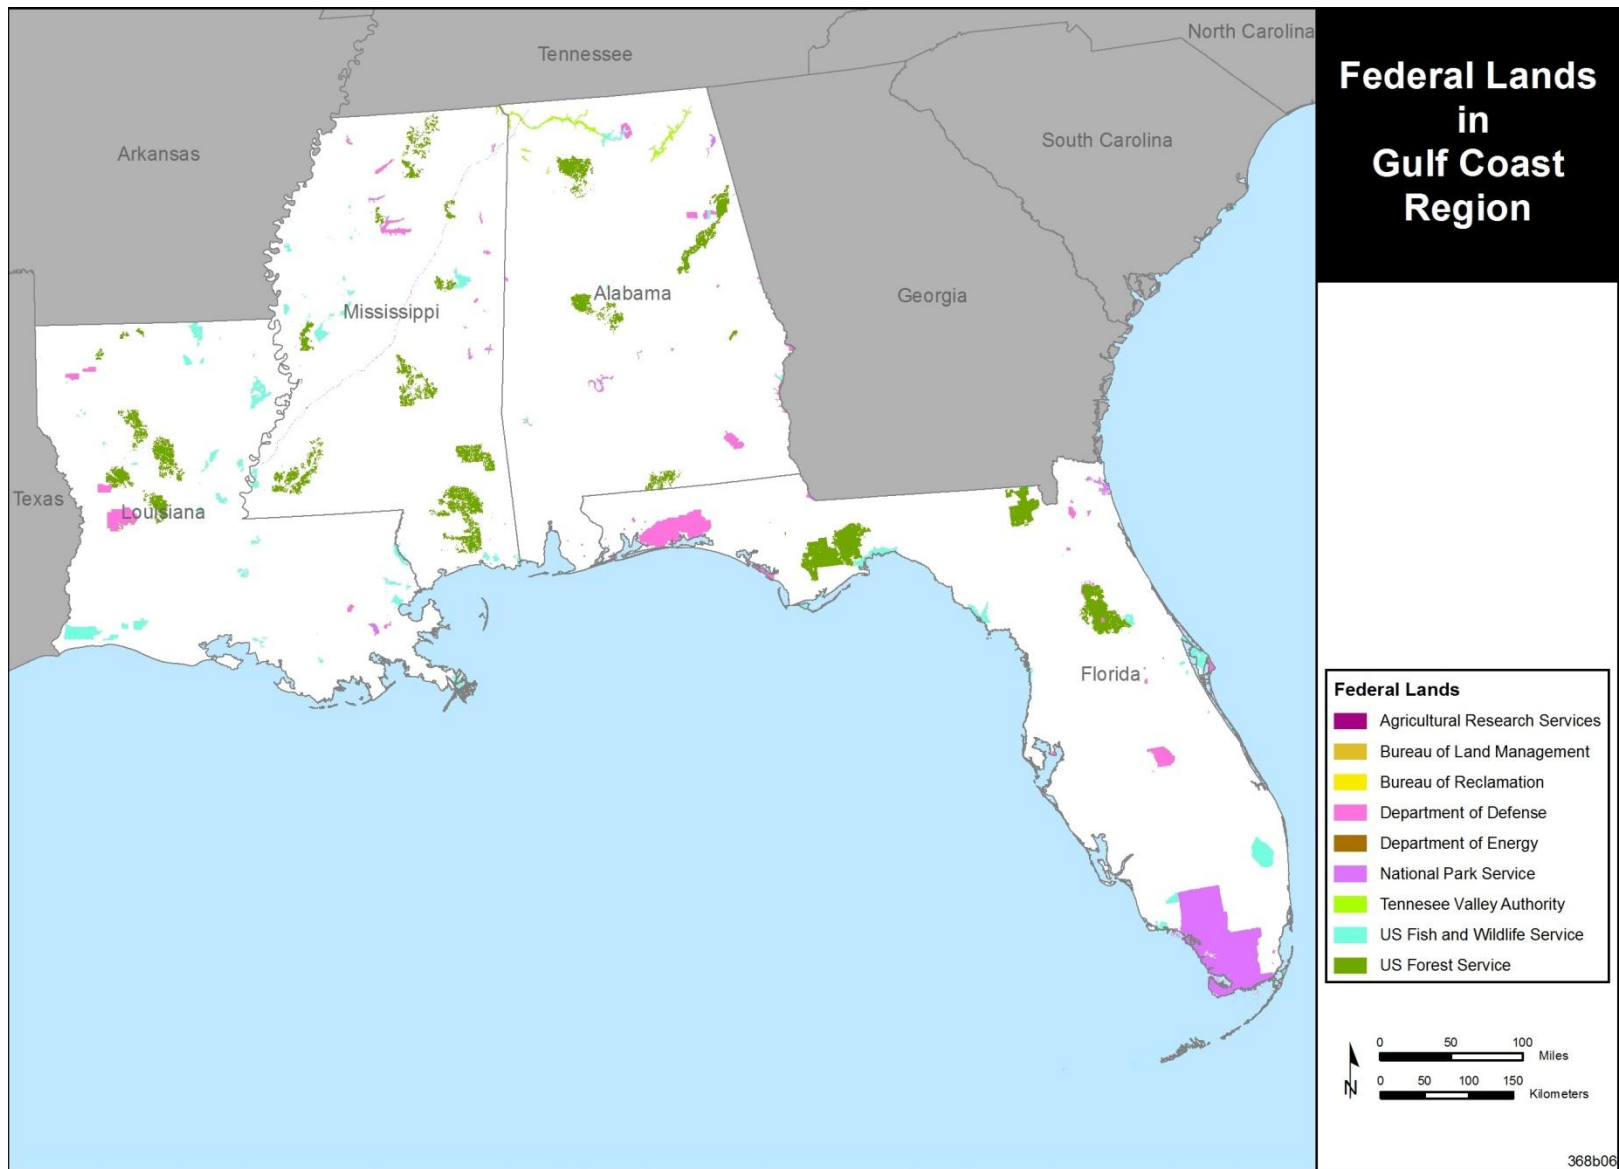 Federal Lands
in
Gulf Coast
Region
North Carolina
Tennessee
South Carolina
Arkansas
Georgia
Alabama
Mississippi
Texas
Louisiana
Florida
Federal Lands
Agricultural Research Services
Bureau of Land Management
Bureau of Reclamation
Department of Defense
Department of Energy
National Park Service
Tennesee Valley Authority
US Fish and Wildlife Service
US Forest Service
N
0 50 100
Miles
0 50 100 150
Kilometers
368b06